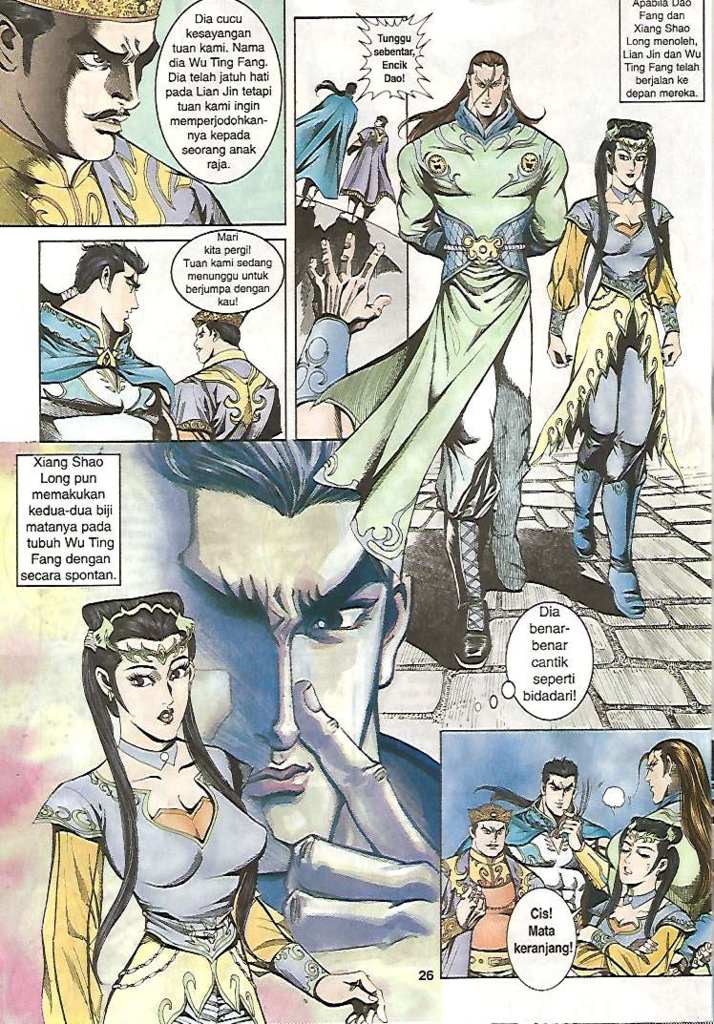 Dia cucu
kesayangan
tuan kami. Nama
dia Wu Ting Fang.
Dia telah jatuh hati
pada Lian Jin tetapi
tuan kami ingin
memperjodohkan-
nya kepada
seorang anak
raja.
Mari
kita pergi!
Tuan kami sedang
menunggu untuk
berjumpa dengan
kau!
Tunggu
sebentar,
Encik
Dao!
Apabila Dao
Fang dan
Xiang Shao
Long menoleh,
Lian Jin dan Wu
Ting Fang telah
berjalan ke
depan mereka.
Xiang Shao
Long pun
memakukan
kedua-dua biji
matanya pada
tubuh Wu Ting
Fang dengan
secara spontan.
Dia
benar-
benar
cantik
seperti
bidadari!
Cis!
Mata
keranjang!
26